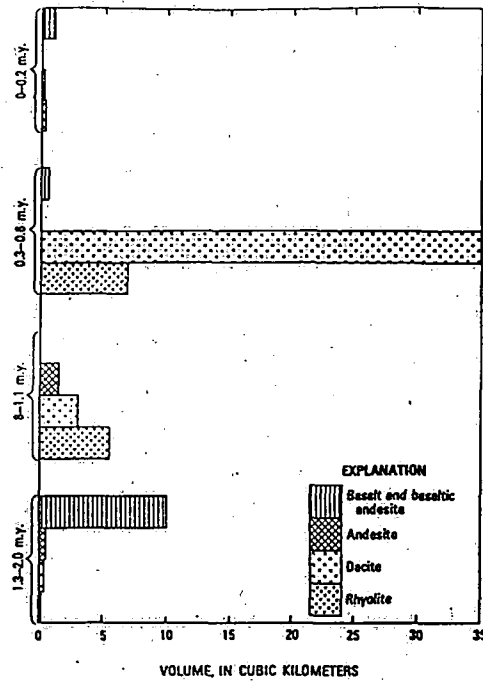 0–0.2 m.y.
0.3–0.6 m.y.
8–1.1 m.y.
1.3–2.0 m.y.
EXPLANATION
Basalt and basaltic
andesite
Andesite
Dacite
Rhyolite
0 5 10 15 20 25 30 35
VOLUME, IN CUBIC KILOMETERS